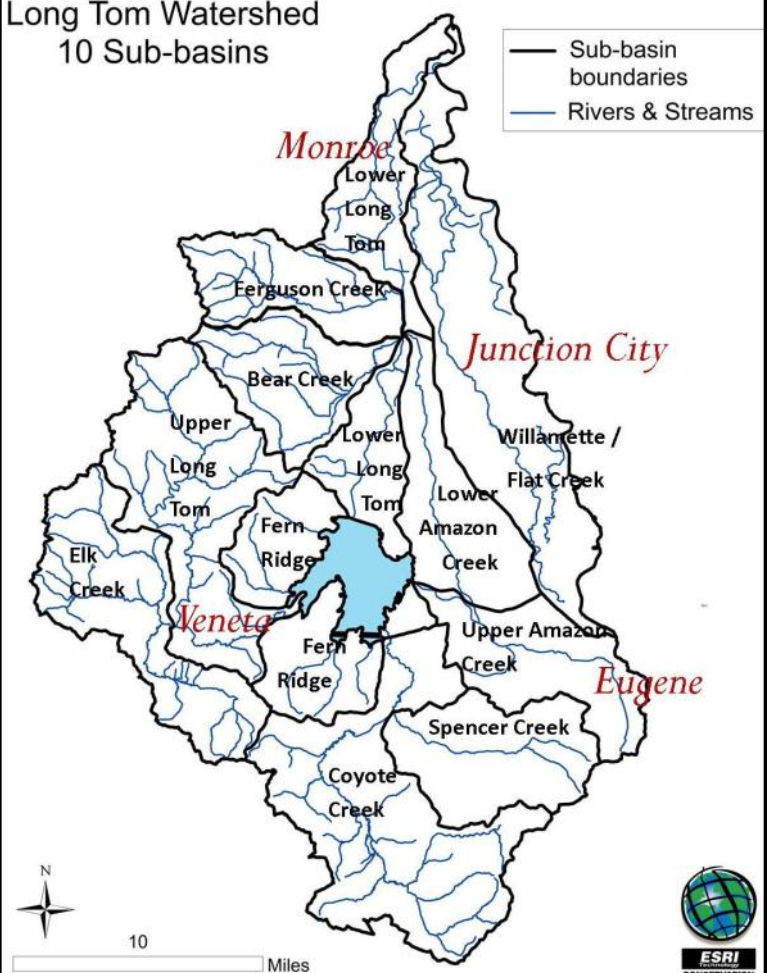 Long Tom Watershed
10 Sub-basins
Sub-basin
boundaries
Rivers & Streams
Monroe
Lower
Long
Tom
Ferguson Creek
Junction City
Bear Creek
Upper
Long
Tom
Lower
Long
Tom
Willamette /
Flat Creek
Lower
Amazon
Creek
Fern
Ridge
Elk
Creek
Veneta
Fern
Ridge
Upper Amazon
Creek
Eugene
Spencer Creek
Coyote
Creek
N
10
Miles
ESRI